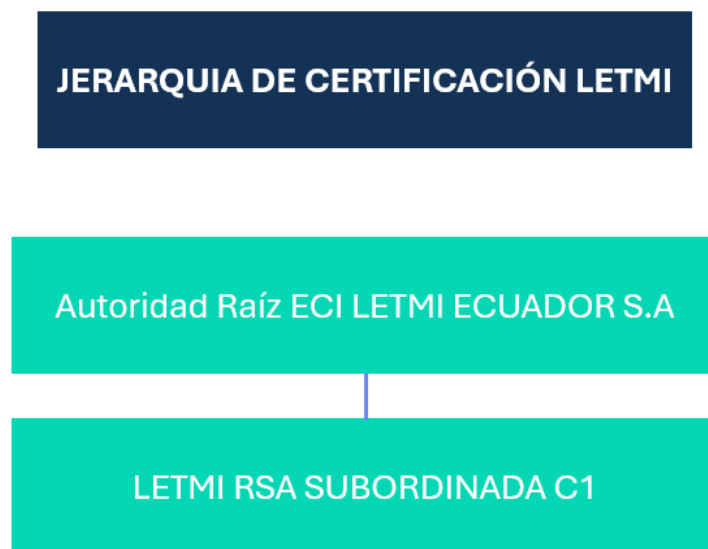 JERARQUIA DE CERTIFICACIÓN LETMI
Autoridad Raíz ECI LETMI ECUADOR S.A
LETMI RSA SUBORDINADA C1